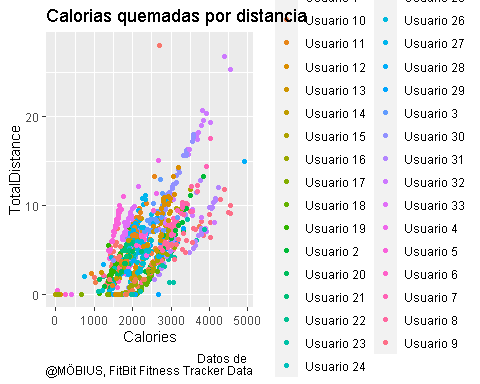 Calorias quemadas por distancia
TotalDistance
20
10
0
0
1000
2000
3000
4000
5000
Calories
Datos de
@MÖBIUS, FitBit Fitness Tracker Data
Usuario 10
Usuario 11
Usuario 12
Usuario 13
Usuario 14
Usuario 15
Usuario 16
Usuario 17
Usuario 18
Usuario 19
Usuario 2
Usuario 20
Usuario 21
Usuario 22
Usuario 23
Usuario 24
Usuario 26
Usuario 27
Usuario 28
Usuario 29
Usuario 3
Usuario 30
Usuario 31
Usuario 32
Usuario 33
Usuario 4
Usuario 5
Usuario 6
Usuario 7
Usuario 8
Usuario 9